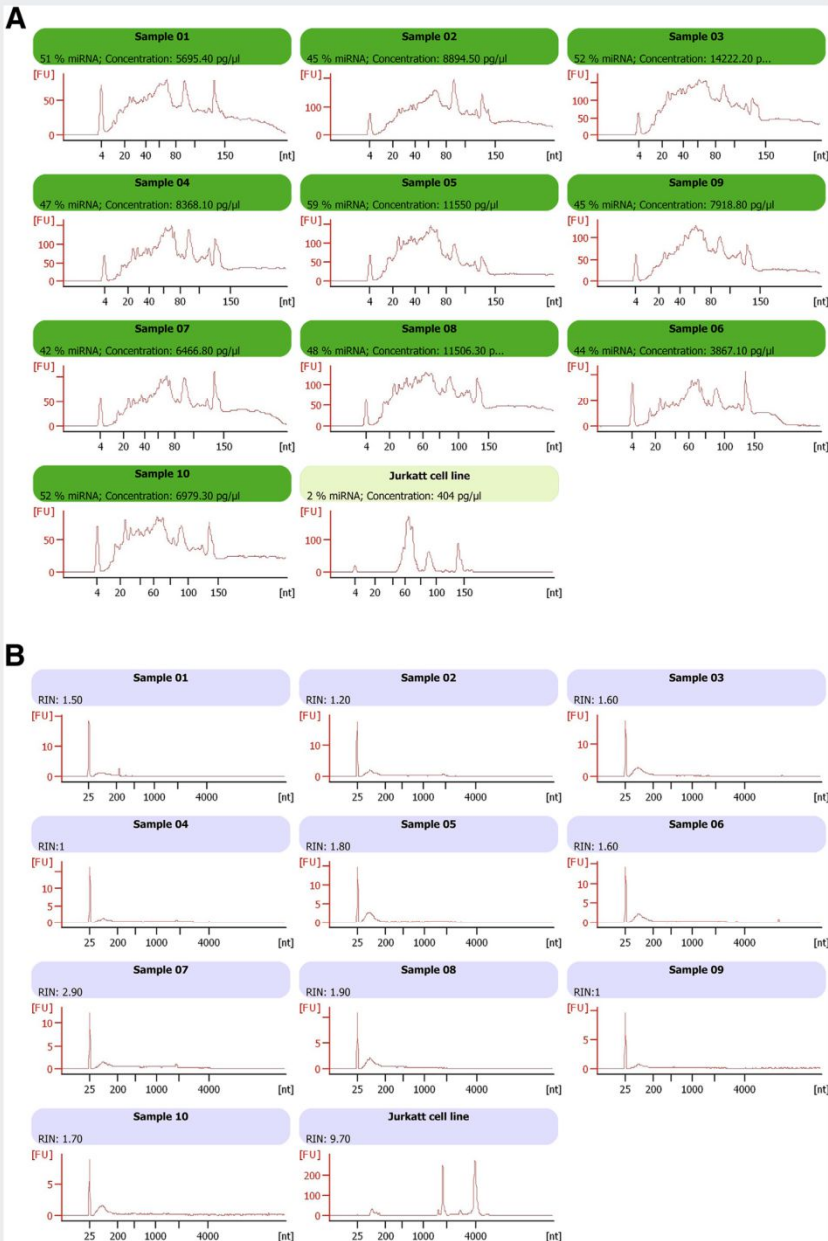 A
Sample 01
51 % miRNA; Concentration: 5695.40 pg/µl
[FU]
50
0
4 20 40 80 150 [nt]
Sample 02
45 % miRNA; Concentration: 8894.50 pg/µl
[FU]
100
0
4 20 40 80 150 [nt]
Sample 03
52 % miRNA; Concentration: 14222.20 p...
[FU]
100
50
0
4 20 40 80 150 [nt]
Sample 04
47 % miRNA; Concentration: 8368.10 pg/µl
[FU]
100
50
0
4 20 40 80 150 [nt]
Sample 05
59 % miRNA; Concentration: 11550 pg/µl
[FU]
100
50
0
4 20 40 80 150 [nt]
Sample 09
45 % miRNA; Concentration: 7918.80 pg/µl
[FU]
100
50
0
4 20 40 80 150 [nt]
Sample 07
42 % miRNA; Concentration: 6466.80 pg/µl
[FU]
100
50
0
4 20 40 80 150 [nt]
Sample 08
48 % miRNA; Concentration: 11506.30 p...
[FU]
100
50
0
4 20 60 100 150 [nt]
Sample 06
44 % miRNA; Concentration: 3867.10 pg/µl
[FU]
20
0
4 20 40 80 150 [nt]
Sample 10
52 % miRNA; Concentration: 6979.30 pg/µl
[FU]
50
0
4 20 60 100 150 [nt]
Jurkatt cell line
2 % miRNA; Concentration: 404 pg/µl
[FU]
100
0
4 20 60 100 150 [nt]
B
Sample 01
RIN: 1.50
[FU]
10
0
25 200 1000 4000 [nt]
Sample 02
RIN: 1.20
[FU]
10
0
25 200 1000 4000 [nt]
Sample 03
RIN: 1.60
[FU]
10
0
25 200 1000 4000 [nt]
Sample 04
RIN:1
[FU]
10
5
0
25 200 1000 4000 [nt]
Sample 05
RIN: 1.80
[FU]
10
5
0
25 200 1000 4000 [nt]
Sample 06
RIN: 1.60
[FU]
10
5
0
25 200 1000 4000 [nt]
Sample 07
RIN: 2.90
[FU]
10
5
0
25 200 1000 4000 [nt]
Sample 08
RIN: 1.90
[FU]
5
0
25 200 1000 4000 [nt]
Sample 09
RIN:1
[FU]
5
0
25 200 1000 4000 [nt]
Sample 10
RIN: 1.70
[FU]
5
0
25 200 1000 4000 [nt]
Jurkatt cell line
RIN: 9.70
[FU]
200
100
0
25 200 1000 4000 [nt]